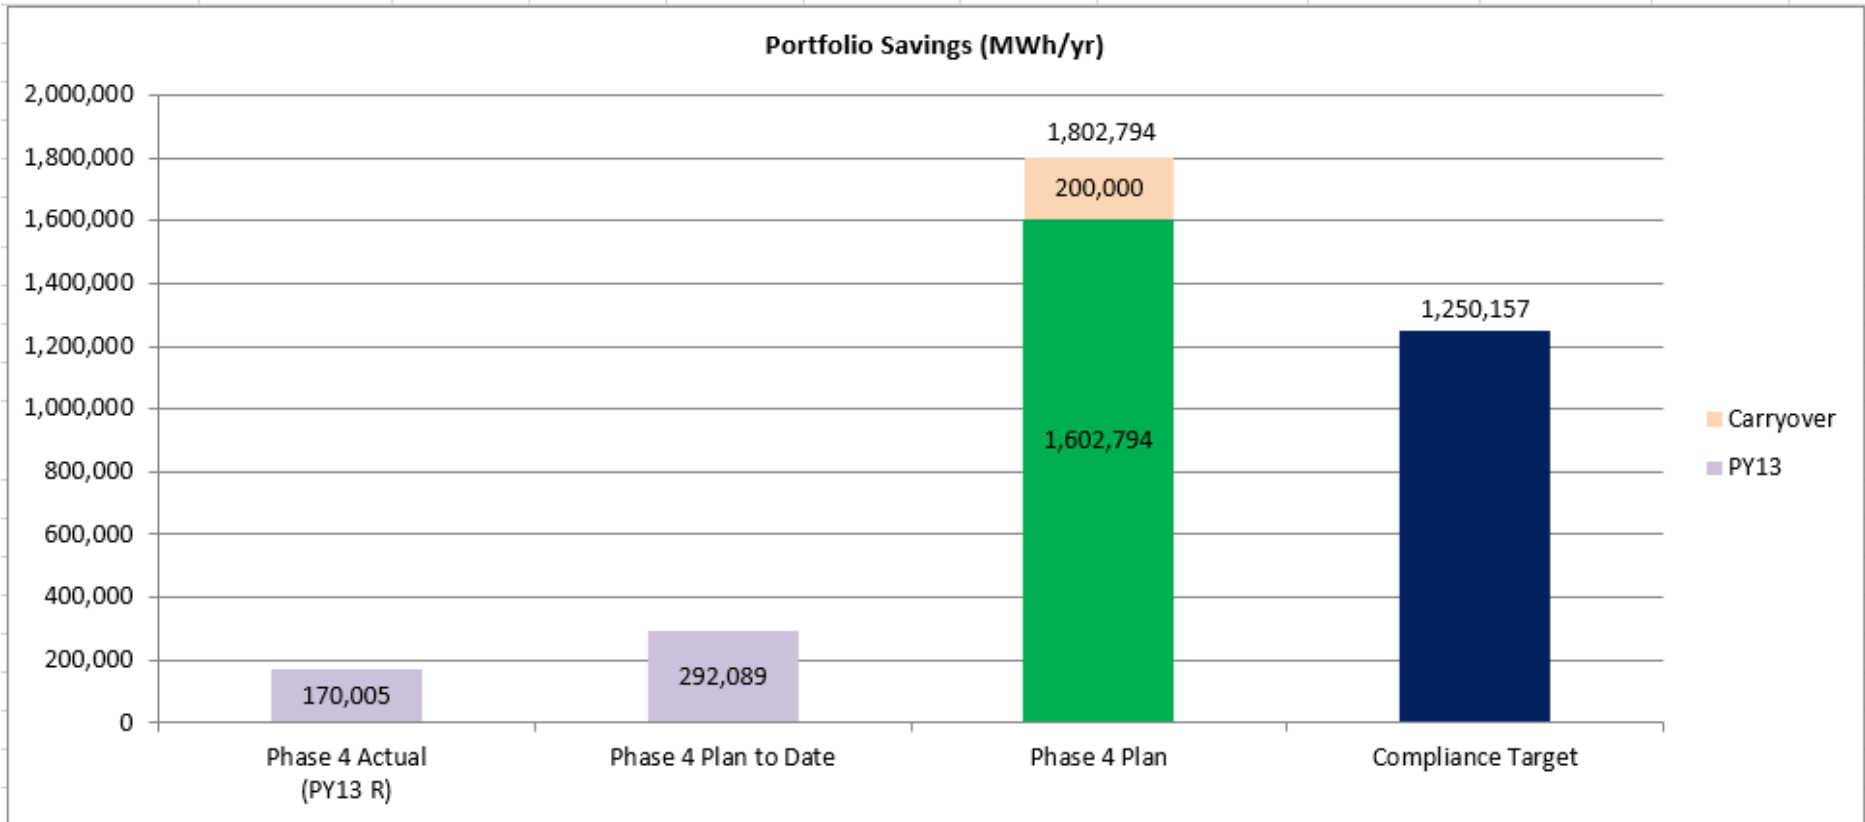 Portfolio Savings (MWh/yr)
2,000,000
1,800,000
1,600,000
1,400,000
1,200,000
1,000,000
800,000
600,000
400,000
200,000
0
170,005
292,089
1,802,794
200,000
1,602,794
1,250,157
Phase 4 Actual
(PY13 R)
Phase 4 Plan to Date
Phase 4 Plan
Compliance Target
Carryover
PY13